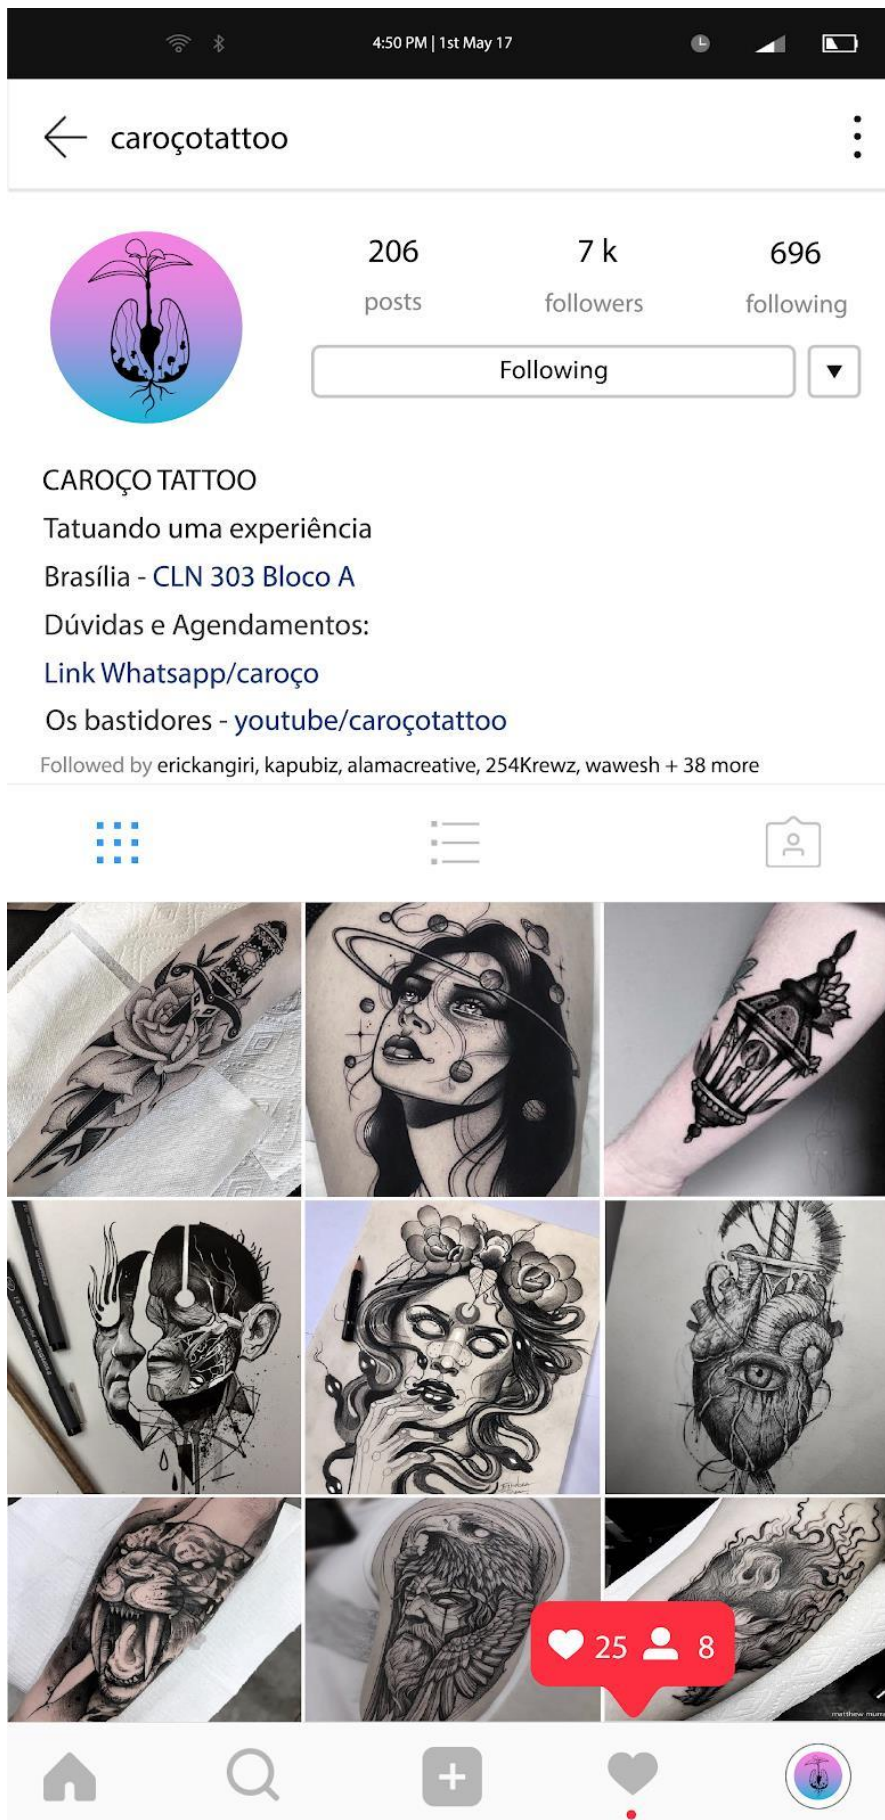 4:50 PM | 1st May 17
caroçotattoo
206
7 k
696
posts
followers
following
Following
CAROÇO TATTOO
Tatuando uma experiência
Brasília - CLN 303 Bloco A
Dúvidas e Agendamentos:
Link Whatsapp/caroço
Os bastidores - youtube/caroçotattoo
Followed by erickangiri, kapubiz, alamacreative, 254Krewz, wawesh + 38 more
25
8